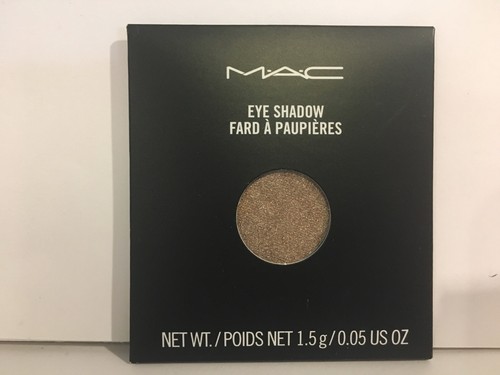 M·A·C
EYE SHADOW
FARD À PAUPIÈRES
NET WT. / POIDS NET 1.5 g / 0.05 US OZ